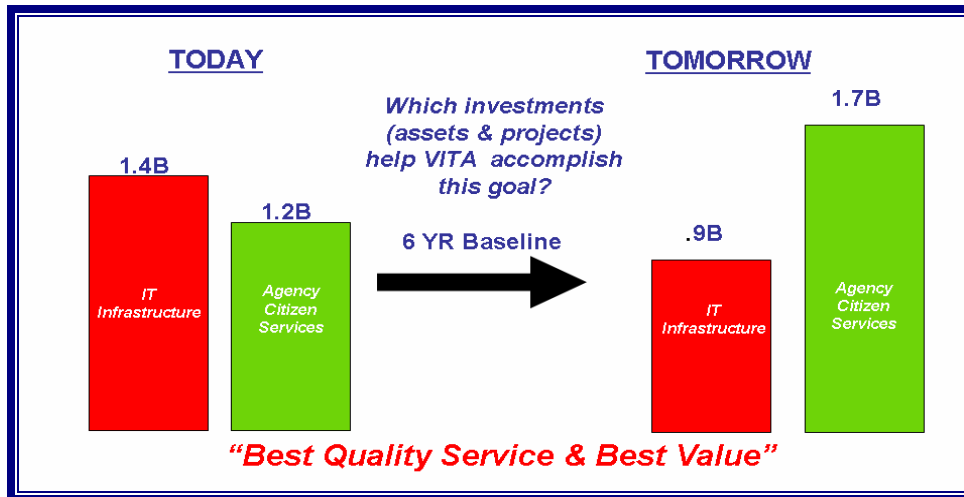 TODAY
TOMORROW
Which investments
(assets & projects)
help VITA accomplish
this goal?
6 YR Baseline
1.4B
IT
Infrastructure
1.2B
Agency
Citizen
Services
.9B
IT
Infrastructure
1.7B
Agency
Citizen
Services
“Best Quality Service & Best Value”